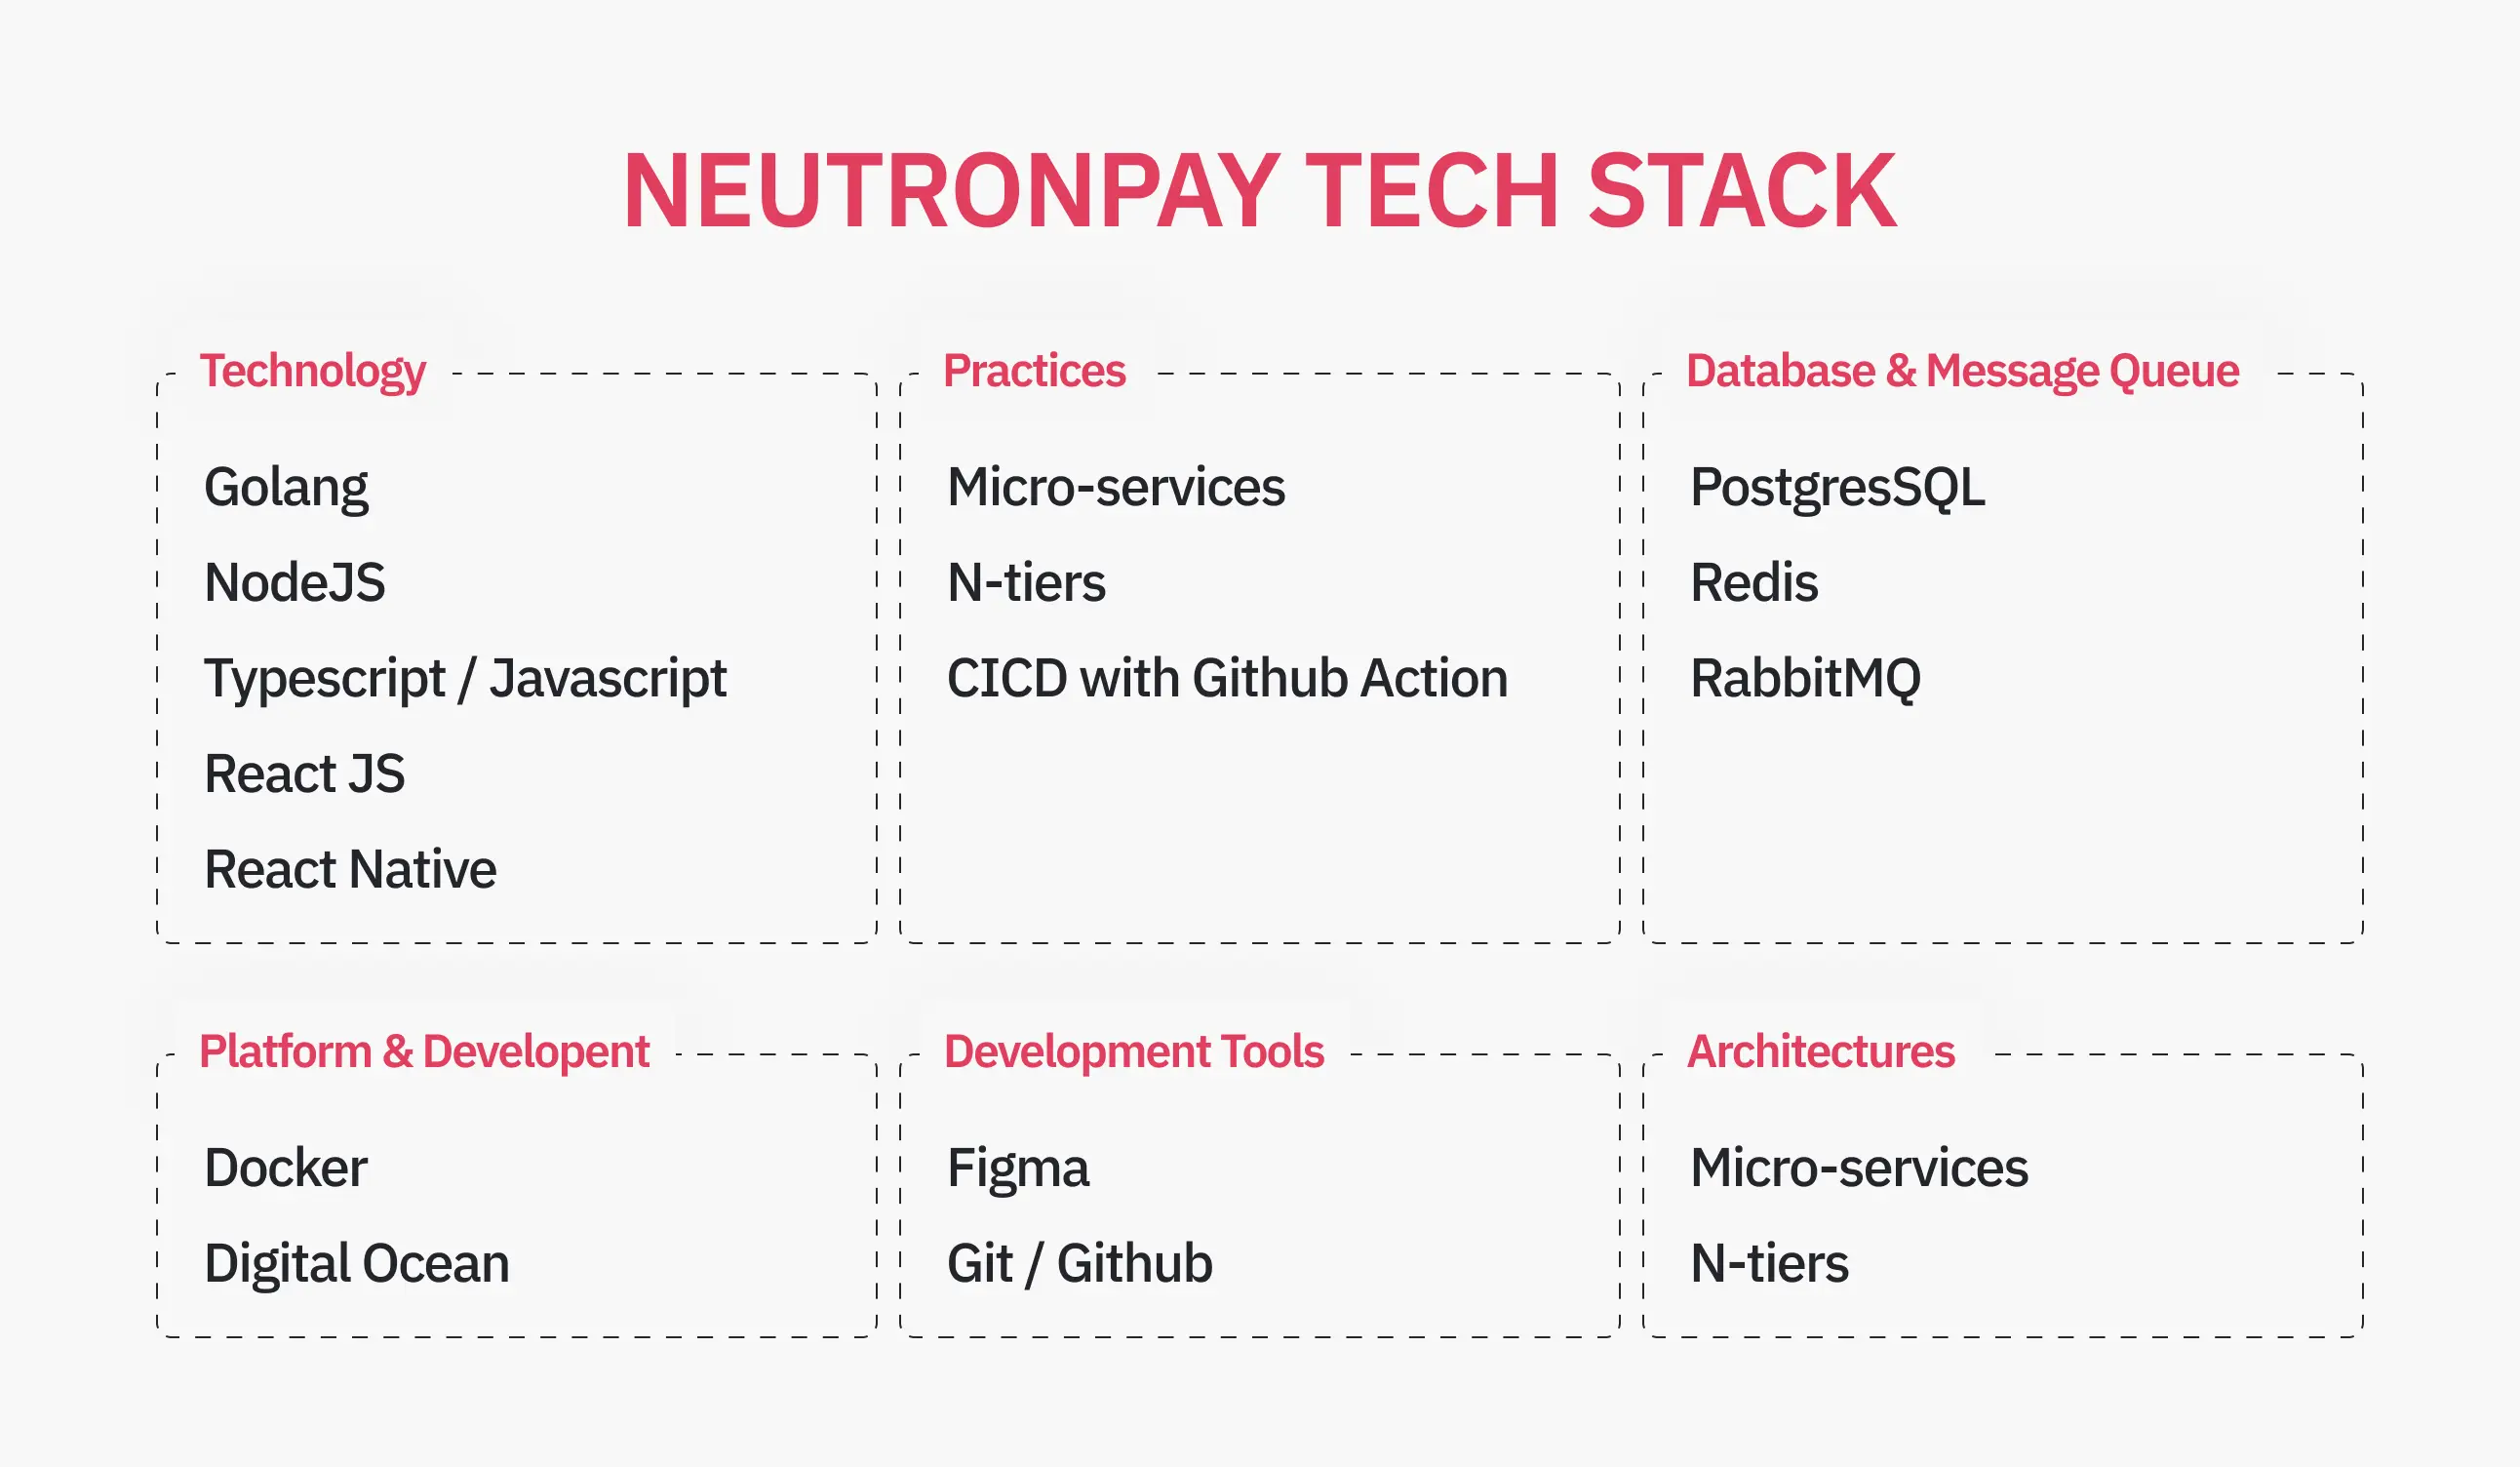 NEUTRONPAY TECH STACK
Technology
Golang
NodeJS
Typescript / Javascript
React JS
React Native
Practices
Micro-services
N-tiers
CICD with Github Action
Database & Message Queue
PostgresSQL
Redis
RabbitMQ
Platform & Developent
Docker
Digital Ocean
Development Tools
Figma
Git / Github
Architectures
Micro-services
N-tiers